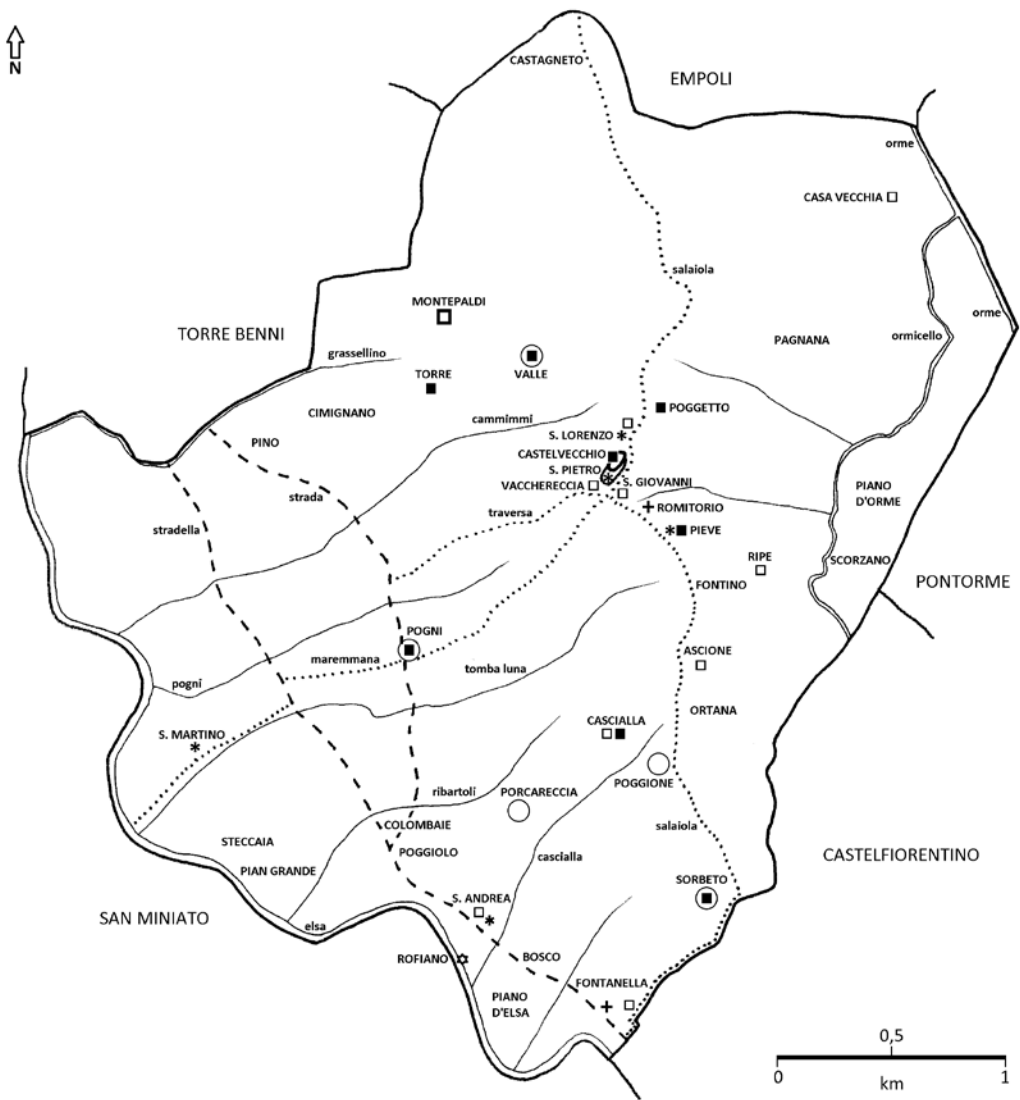 N
CASTAGNETO
EMPOLI
orme
CASA VECCHIA
salaiola
MONTEPALDI
orme
TORRE BENNI
ormicello
PAGNANA
grassellino
TORRE
VALLE
CIMIGNANO
POGGETTO
cammimmi
PINO
S. LORENZO
CASTELVECCHIO
S. PIETRO
strada
VACCHERECCIA
S. GIOVANNI
PIANO
D'ORME
traversa
ROMITORIO
stradella
PIEVE
RIPE
SCORZANO
FONTINO
PONTORME
POGNI
ASCIONE
maremmana
tomba luna
pogni
ORTANA
CASCIALLA
S. MARTINO
POGGIONE
ribartoli
PORCARECCIA
COLOMBAIE
salaiola
STECCAIA
POGGIOLO
cascialla
CASTELFIORENTINO
PIAN GRANDE
SORBETO
S. ANDREA
SAN MINIATO
elsa
ROFIANO
BOSCO
FONTANELLA
PIANO
D'ELSA
0,5
0
1
km